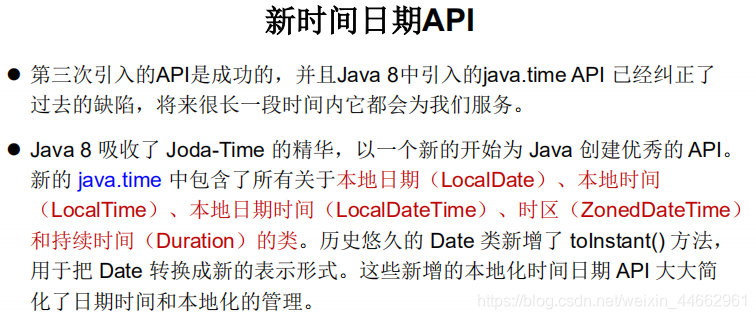 新时间日期API
● 第三次引入的API是成功的，并且Java 8中引入的java.time API 已经纠正了
过去的缺陷，将来很长一段时间内它都会为我们服务。
● Java 8 吸收了 Joda-Time 的精华，以一个新的开始为 Java 创建优秀的 API。
新的 java.time 中包含了所有关于本地日期（LocalDate）、本地时间
（LocalTime）、本地日期时间（LocalDateTime）、时区（ZonedDateTime）
和持续时间（Duration）的类。历史悠久的 Date 类新增了 toInstant() 方法，
用于把 Date 转换成新的表示形式。这些新增的本地化时间日期 API 大大简
化了日期时间和本地化的管理。
https://blog.csdn.net/weixin_44662961